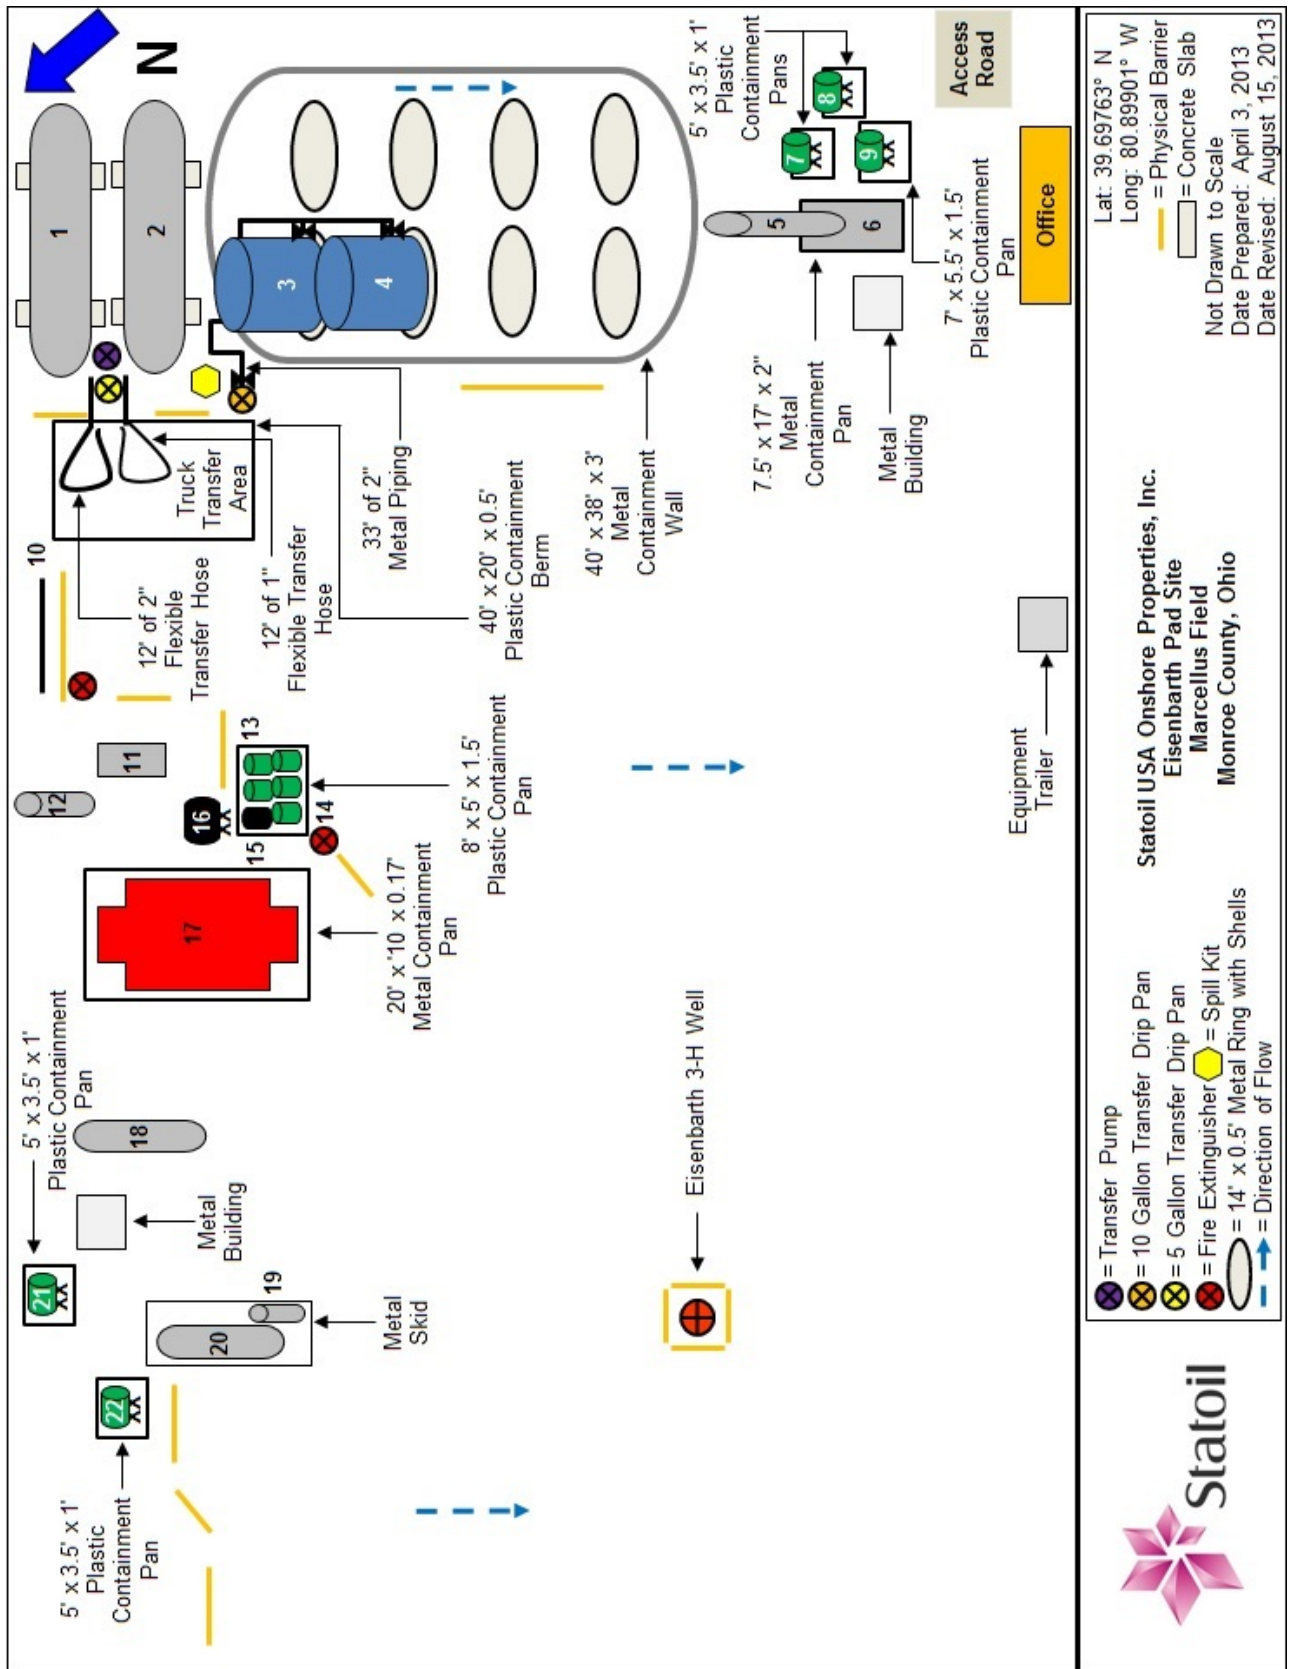 N
1
2
3
4
5
6
7
8
9
10
11
12
13
14
15
16
XX
17
18
19
20
21
XX
22
XX
XX
XX
XX
5' x 3.5' x 1'
Plastic
Containment
Pans
Access
Road
Office
7' x 5.5' x 1.5'
Plastic Containment
Pan
7.5' x 17' x 2"
Metal
Containment
Pan
Metal
Building
40' x 38' x 3'
Metal
Containment
Wall
Truck
Transfer
Area
33' of 2"
Metal Piping
40' x 20' x 0.5'
Plastic Containment
Berm
12' of 2"
Flexible
Transfer Hose
12' of 1"
Flexible Transfer
Hose
Equipment
Trailer
8' x 5' x 1.5'
Plastic Containment
Pan
20' x '10 x 0.17'
Metal Containment
Pan
5' x 3.5' x 1'
Plastic Containment
Pan
Metal
Building
Metal
Skid
Eisenbarth 3-H Well
5' x 3.5' x 1'
Plastic
Containment
Pan
Statoil
= Transfer Pump
= 10 Gallon Transfer Drip Pan
= 5 Gallon Transfer Drip Pan
= Fire Extinguisher = Spill Kit
= 14' x 0.5' Metal Ring with Shells
= Direction of Flow
Statoil USA Onshore Properties, Inc.
Eisenbarth Pad Site
Marcellus Field
Monroe County, Ohio
Lat: 39.69763° N
Long: 80.89901° W
= Physical Barrier
= Concrete Slab
Not Drawn to Scale
Date Prepared: April 3, 2013
Date Revised: August 15, 2013